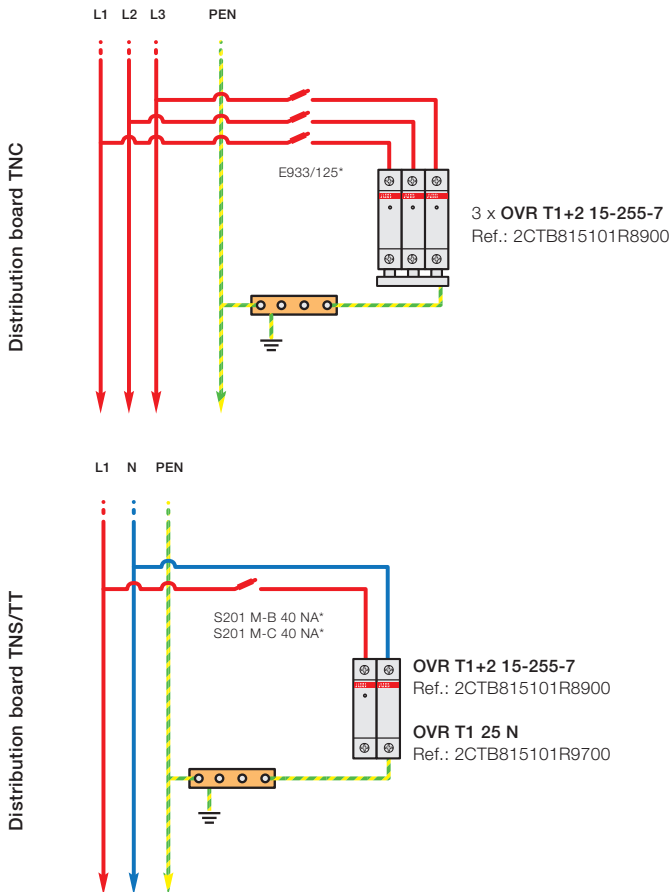 L1 L2 L3 PEN
Distribution board TNC
E933/125*
3 x OVR T1+2 15-255-7
Ref.: 2CTB815101R8900
L1 N PEN
Distribution board TNS/TT
S201 M-B 40 NA*
S201 M-C 40 NA*
OVR T1+2 15-255-7
Ref.: 2CTB815101R8900
OVR T1 25 N
Ref.: 2CTB815101R9700